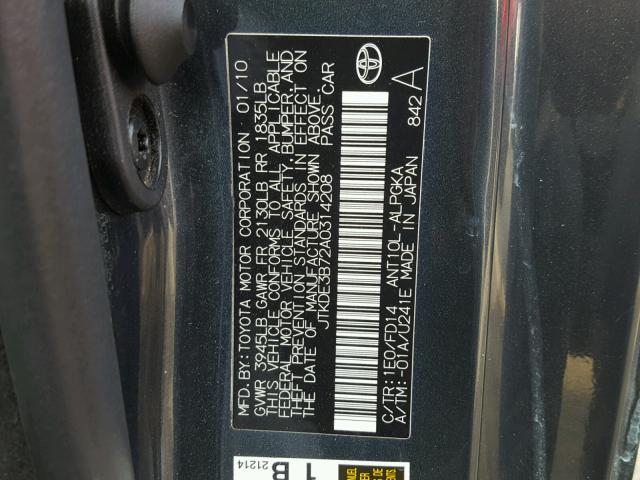 MFD.BY:TOYOTA MOTOR CORPORATION 01/10
GVWR 3945LB GAWR FR 2130LB RR 1835LB
THIS VEHICLE CONFORMS TO ALL APPLICABLE
FEDERAL MOTOR VEHICLE SAFETY, BUMPER, AND
THEFT PREVENTION STANDARDS IN EFFECT ON
THE DATE OF MANUFACTURE SHOWN ABOVE.
JTKDE3B72A0314208 PASS CAR
C/TR:1E0/FD14 ANT10L-ALPGKA
A/TM:-01A/U241E MADE IN JAPAN 842 A
21214
1
B